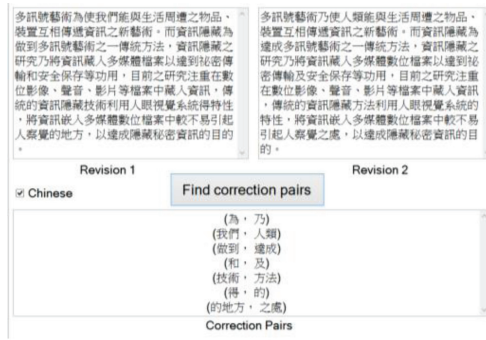 多訊號藝術為使我們能與生活周遭之物品、
裝置互相傳遞資訊之新藝術。而資訊隱藏為
做到多訊號藝術之一傳統方法，資訊隱藏之
研究乃將資訊藏入多媒體檔案以達到祕密傳
輸和安全保存等功用，目前之研究注重在數
位影像、聲音、影片等檔案中藏入資訊，傳
統的資訊隱藏技術利用人眼視覺系統得特性
，將資訊嵌入多媒體數位檔案中較不易引起
人察覺的地方，以達成隱藏秘密資訊的目的
。
Revision 1
多訊號藝術乃使人類能與生活周遭之物品、
裝置互相傳遞資訊之新藝術。而資訊隱藏為
達成多訊號藝術之一傳統方法，資訊隱藏之
研究乃將資訊藏入多媒體檔案以達到祕密
傳輸及安全保存等功用，目前之研究注重在
數位影像、聲音、影片等檔案中藏入資訊
，傳統的資訊隱藏方法利用人眼視覺系統的
特性，將資訊嵌入多媒體數位檔案中較不易
引起人察覺之處，以達成隱藏秘密資訊的目
的。
Revision 2
Chinese
Find correction pairs
(為，乃)
(我們，人類)
(做到，達成)
(和，及)
(技術，方法)
(得，的)
(的地方，之處)
Correction Pairs